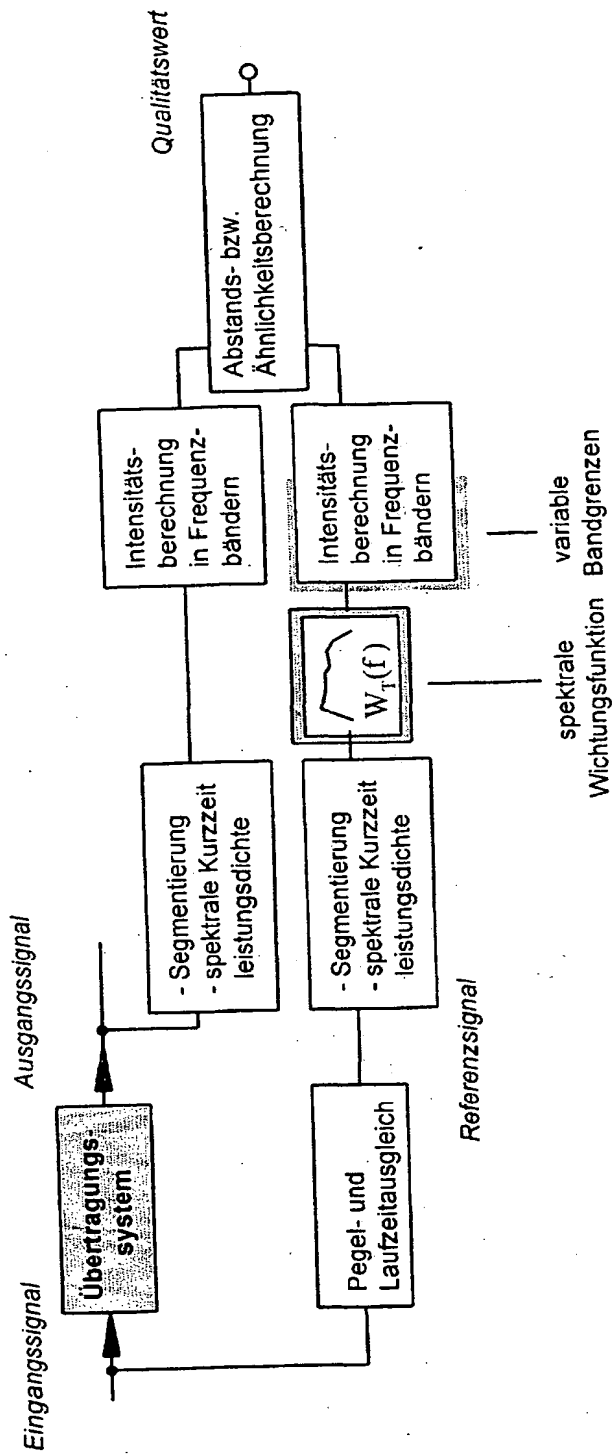 Eingangssignal
Übertragungs-
system
Ausgangssignal
Pegel- und
Laufzeitausgleich
Referenzsignal
- Segmentierung
- spektrale Kurzzeit
leistungsdichte
- Segmentierung
- spektrale Kurzzeit
leistungsdichte
W_T(f)
spektrale
Wichtungsfunktion
Intensitäts-
berechnung
in Frequenz-
bändern
Intensitäts-
berechnung
in Frequenz-
bändern
variable
Bandgrenzen
Abstands- bzw.
Ähnlichkeitsberechnung
Qualitätswert